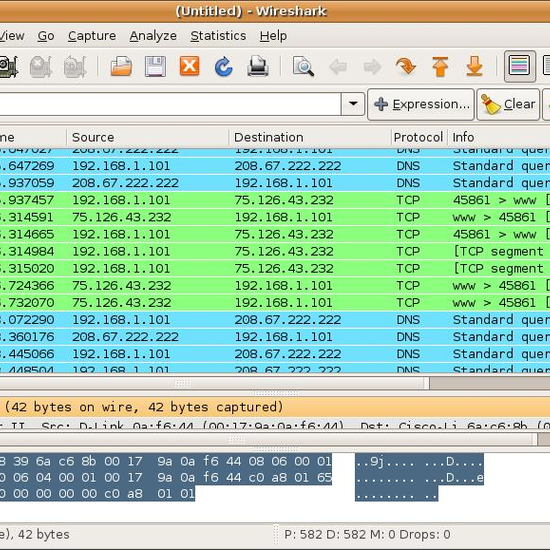 (Untitled) - Wireshark
View Go Capture Analyze Statistics Help
Expression... Clear
me Source Destination Protocol Info
.647027 208.67.222.222 192.168.1.101 DNS Standard quer
.647269 192.168.1.101 208.67.222.222 DNS Standard quer
.937059 208.67.222.222 192.168.1.101 DNS Standard quer
.937457 192.168.1.101 75.126.43.232 TCP 45861 > www [
.314591 75.126.43.232 192.168.1.101 TCP www > 45861 [
.314665 192.168.1.101 75.126.43.232 TCP 45861 > www [
.314984 192.168.1.101 75.126.43.232 TCP [TCP segment
.315020 192.168.1.101 75.126.43.232 TCP [TCP segment
.724366 75.126.43.232 192.168.1.101 TCP www > 45861 [
.732070 75.126.43.232 192.168.1.101 TCP www > 45861 [
.072290 192.168.1.101 208.67.222.222 DNS Standard quer
.360176 208.67.222.222 192.168.1.101 DNS Standard quer
.445066 192.168.1.101 208.67.222.222 DNS Standard quer
.448504 192.168.1.101 208.67.222.222 DNS Standard quer
(42 bytes on wire, 42 bytes captured)
t II, Src: D-Link_0a:f6:44 (00:17:9a:0a:f6:44), Dst: Cisco-Li_6a:c6:8b (0
8 39 6a c6 8b 00 17 9a 0a f6 44 08 06 00 01 ..9j.... ...D....
0 06 04 00 01 00 17 9a 0a f6 44 c0 a8 01 65 ........ ...D...e
0 00 00 00 00 c0 a8 01 01 ........ ..
e), 42 bytes P: 582 D: 582 M: 0 Drops: 0